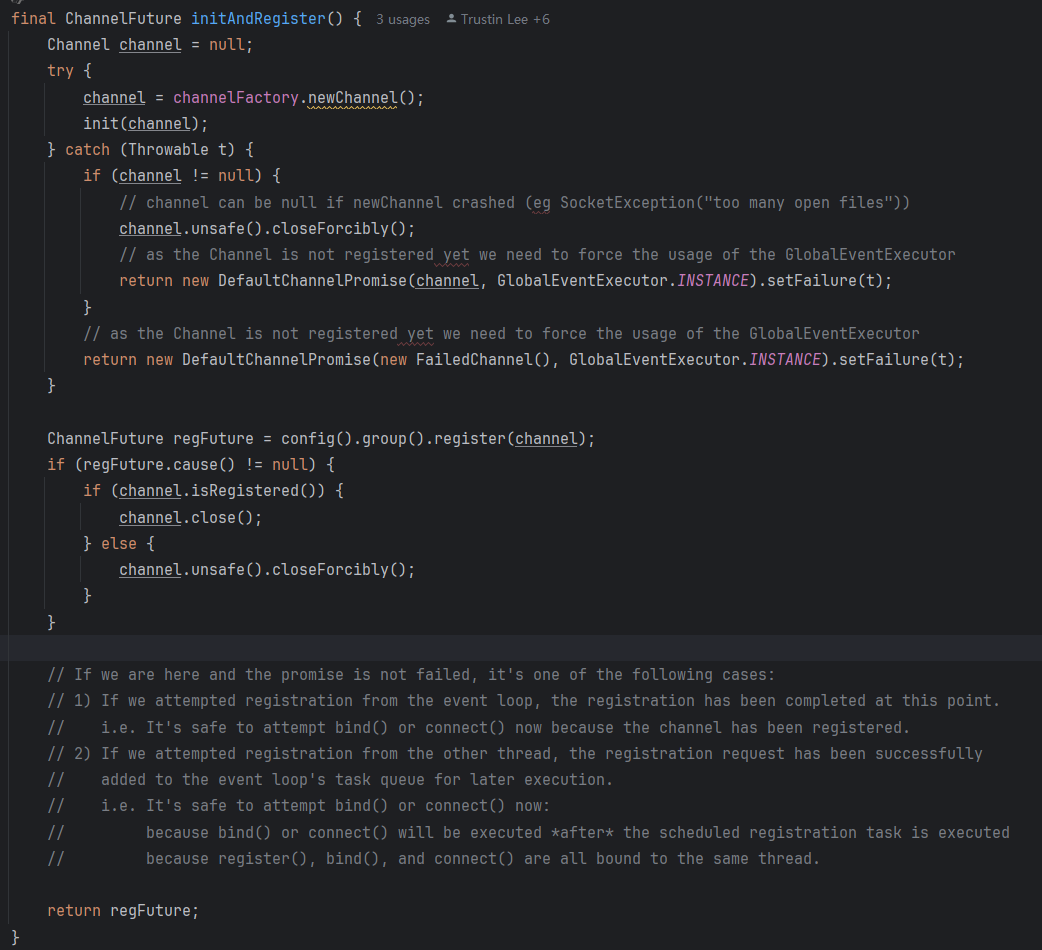 final ChannelFuture initAndRegister() { 3 usages Trustin Lee +6
    Channel channel = null;
    try {
        channel = channelFactory.newChannel();
        init(channel);
    } catch (Throwable t) {
        if (channel != null) {
            // channel can be null if newChannel crashed (eg SocketException("too many open files"))
            channel.unsafe().closeForcibly();
            // as the Channel is not registered yet we need to force the usage of the GlobalEventExecutor
            return new DefaultChannelPromise(channel, GlobalEventExecutor.INSTANCE).setFailure(t);
        }
        // as the Channel is not registered yet we need to force the usage of the GlobalEventExecutor
        return new DefaultChannelPromise(new FailedChannel(), GlobalEventExecutor.INSTANCE).setFailure(t);
    }

    ChannelFuture regFuture = config().group().register(channel);
    if (regFuture.cause() != null) {
        if (channel.isRegistered()) {
            channel.close();
        } else {
            channel.unsafe().closeForcibly();
        }
    }

    // If we are here and the promise is not failed, it's one of the following cases:
    // 1) If we attempted registration from the event loop, the registration has been completed at this point.
    //    i.e. It's safe to attempt bind() or connect() now because the channel has been registered.
    // 2) If we attempted registration from the other thread, the registration request has been successfully
    //    added to the event loop's task queue for later execution.
    //    i.e. It's safe to attempt bind() or connect() now:
    //         because bind() or connect() will be executed *after* the scheduled registration task is executed
    //         because register(), bind(), and connect() are all bound to the same thread.

    return regFuture;
}